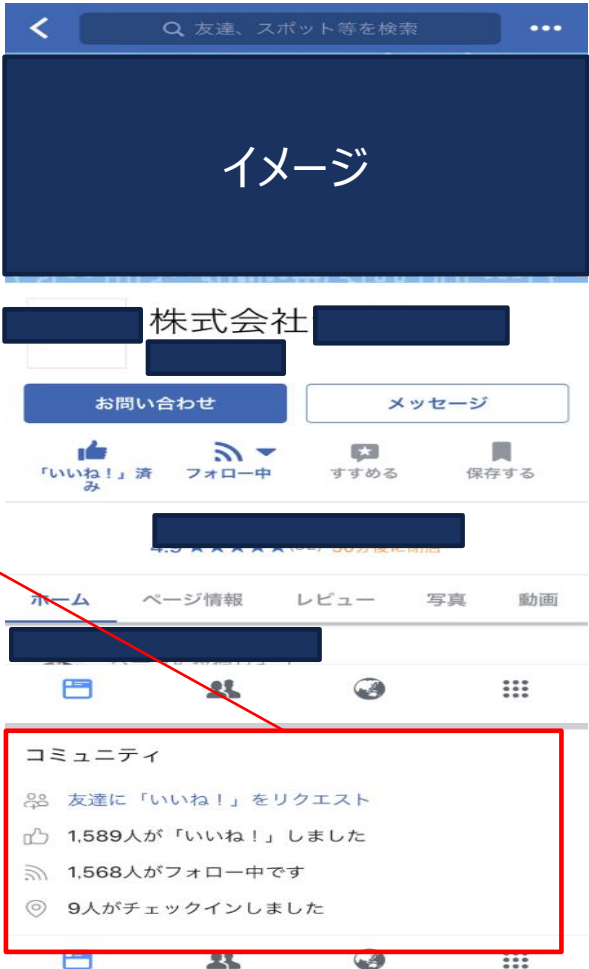 友達、スポット等を検索
イメージ
株式会社
お問い合わせ
メッセージ
「いいね！」済み
フォロー中
すすめる
保存する
ホーム
ページ情報
レビュー
写真
動画
コミュニティ
友達に「いいね！」をリクエスト
1,589人が「いいね！」しました
1,568人がフォロー中です
9人がチェックインしました